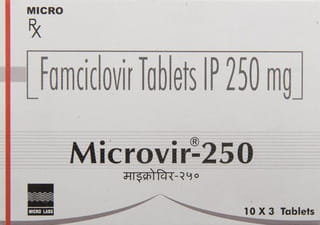 MICRO
Rx
Famciclovir Tablets IP 250 mg
Microvir®-250
माइक्रोविर-२५०
MICRO LABS
10 X 3 Tablets